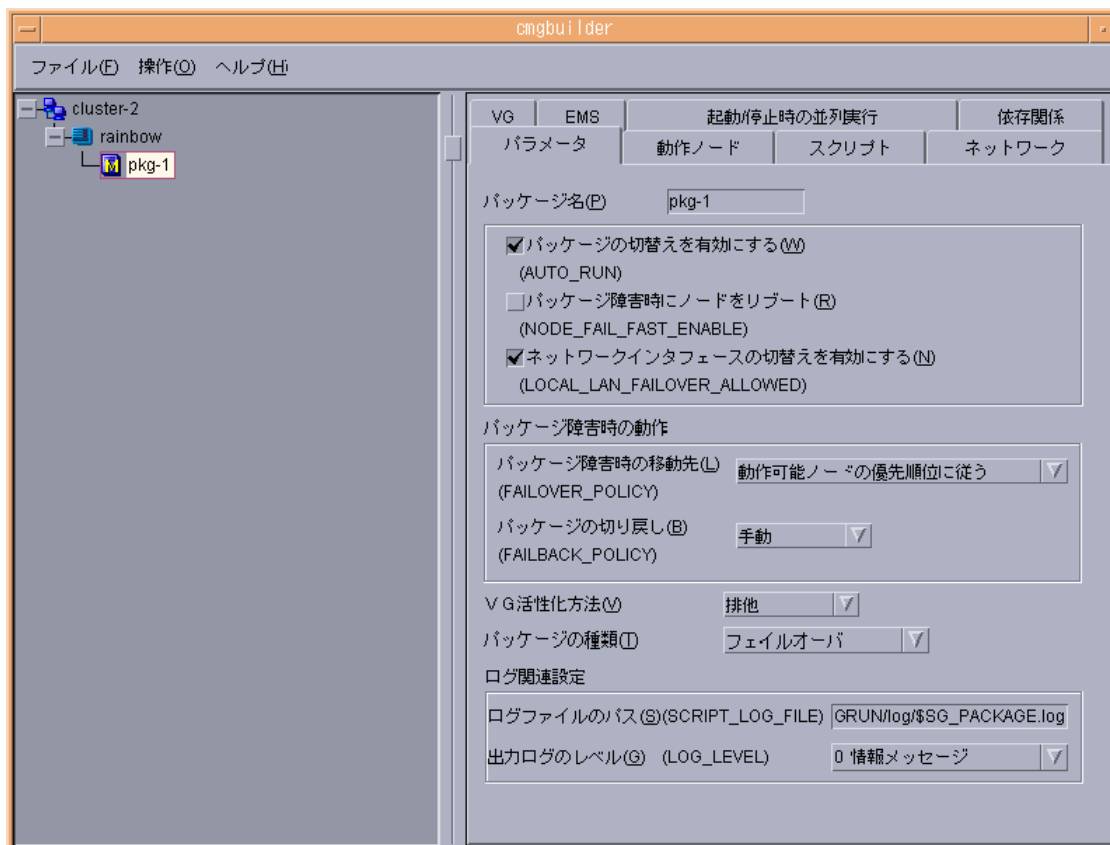 cmgbuilder
ファイル(F) 操作(O) ヘルプ(H)
cluster-2
rainbow
pkg-1
VG EMS 起動/停止時の並列実行 依存関係
パラメータ 動作ノード スクリプト ネットワーク
パッケージ名(P) pkg-1
パッケージの切替えを有効にする(W)
(AUTO_RUN)
パッケージ障害時にノードをリブート(R)
(NODE_FAIL_FAST_ENABLE)
ネットワークインタフェースの切替えを有効にする(N)
(LOCAL_LAN_FAILOVER_ALLOWED)
パッケージ障害時の動作
パッケージ障害時の移動先(L) 動作可能ノードの優先順位に従う
(FAILOVER_POLICY)
パッケージの切り戻し(B) 手動
(FAILBACK_POLICY)
VG活性化方法(V) 排他
パッケージの種類(T) フェイルオーバ
ログ関連設定
ログファイルのパス(S)(SCRIPT_LOG_FILE) GRUN/log/$SG_PACKAGE.log
出力ログのレベル(G) (LOG_LEVEL) 0 情報メッセージ